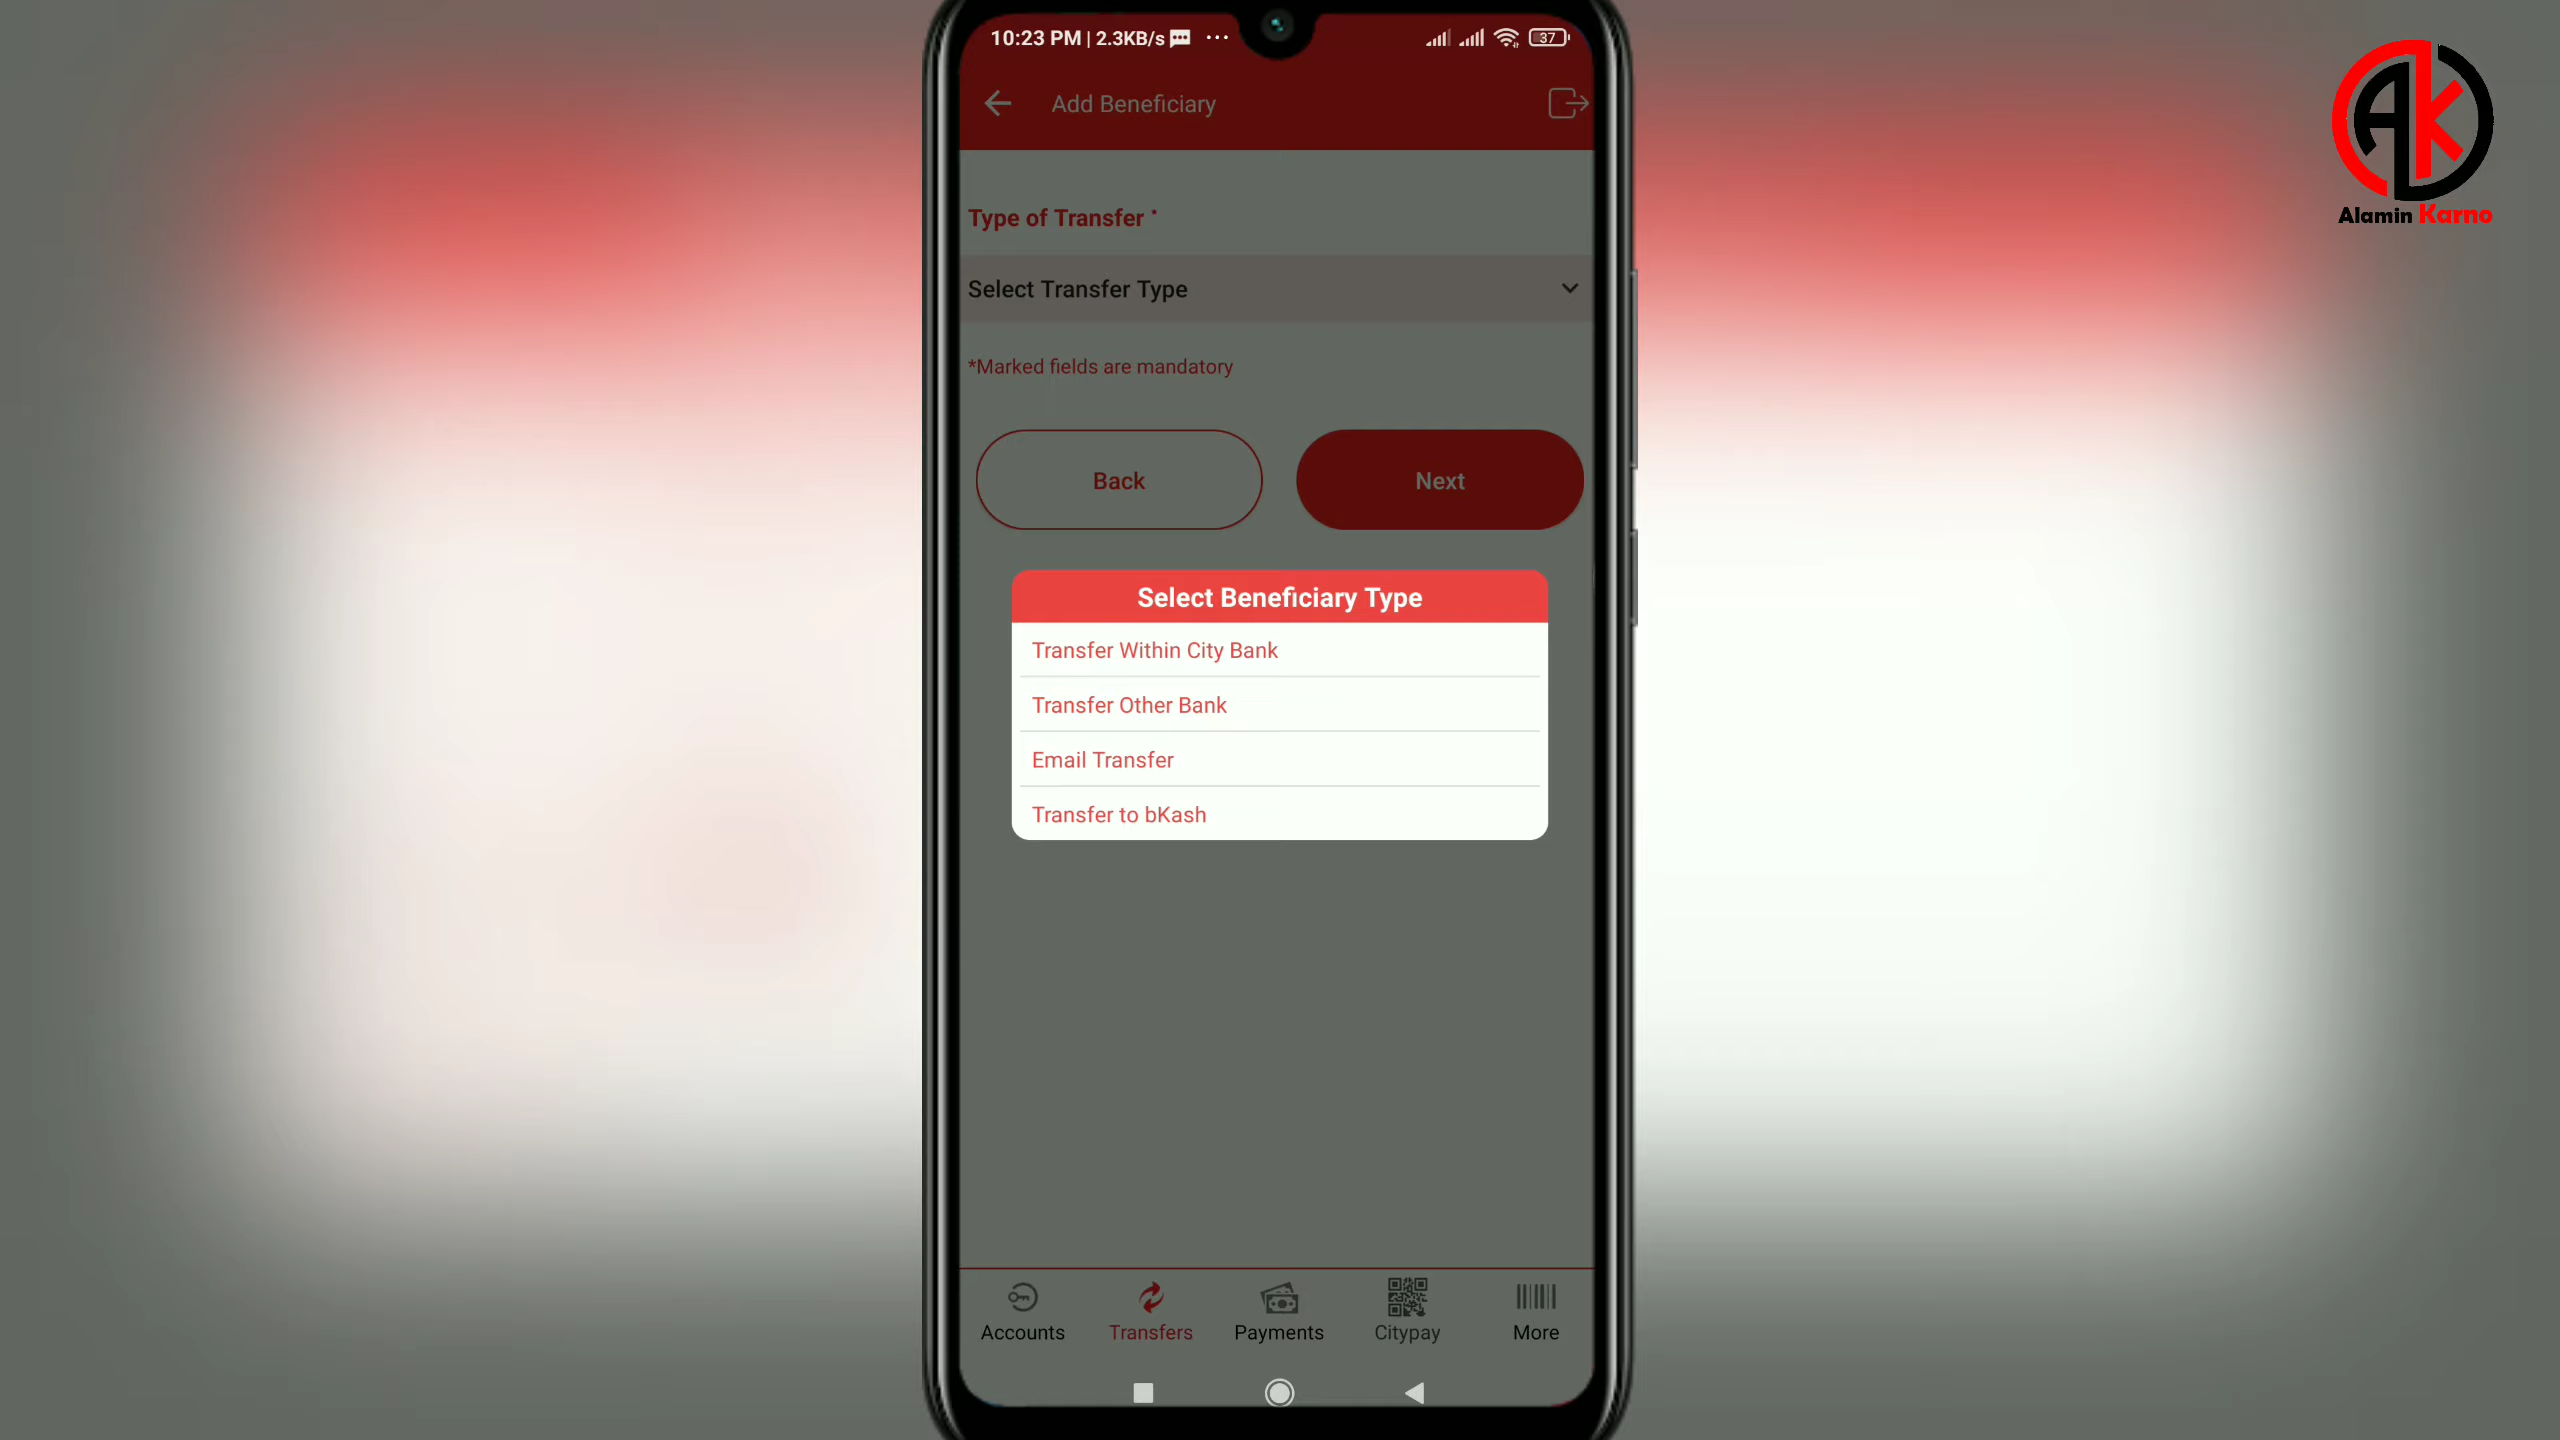 10:23 PM | 2.3KB/s
37
Add Beneficiary
Alamin Karno
Type of Transfer *
Select Transfer Type
*Marked fields are mandatory
Back
Next
Select Beneficiary Type
Transfer Within City Bank
Transfer Other Bank
Email Transfer
Transfer to bKash
Accounts
Transfers
Payments
Citypay
More